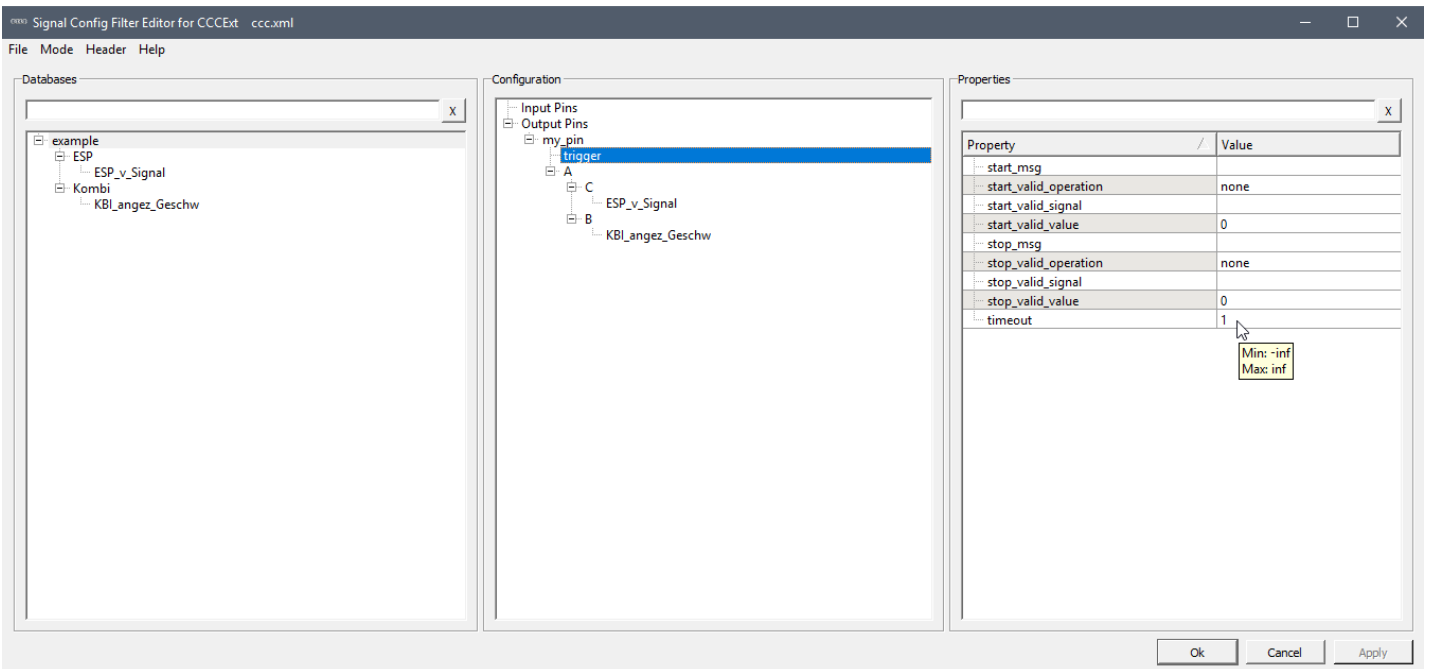 Signal Config Filter Editor for CCCExt ccc.xml
File Mode Header Help
Databases
X
example
ESP
ESP_v_Signal
Kombi
KBI_angez_Geschw
Configuration
Input Pins
Output Pins
my_pin
trigger
A
C
ESP_v_Signal
B
KBI_angez_Geschw
Properties
X
Property Value
start_msg
start_valid_operation none
start_valid_signal
start_valid_value 0
stop_msg
stop_valid_operation none
stop_valid_signal
stop_valid_value 0
timeout 1
Min: -inf
Max: inf
Ok Cancel Apply